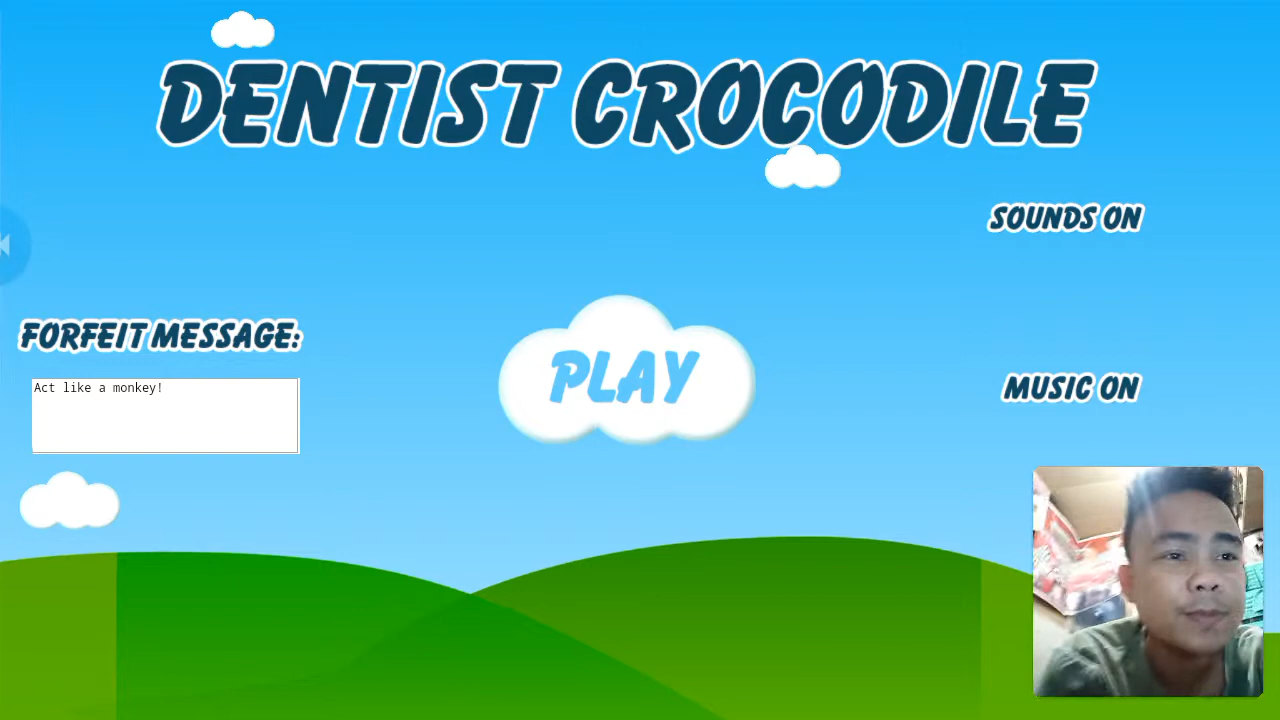 DENTIST CROCODILE
SOUNDS ON
FORFEIT MESSAGE:
Act like a monkey!
PLAY
MUSIC ON